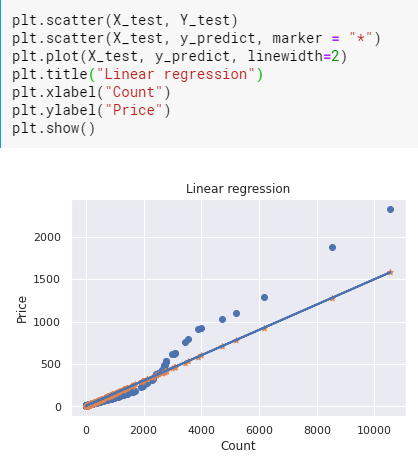 plt.scatter(X_test, Y_test)
plt.scatter(X_test, y_predict, marker = "*")
plt.plot(X_test, y_predict, linewidth=2)
plt.title("Linear regression")
plt.xlabel("Count")
plt.ylabel("Price")
plt.show()
Linear regression
2000
1500
1000
500
0
Price
0 2000 4000 6000 8000 10000
Count